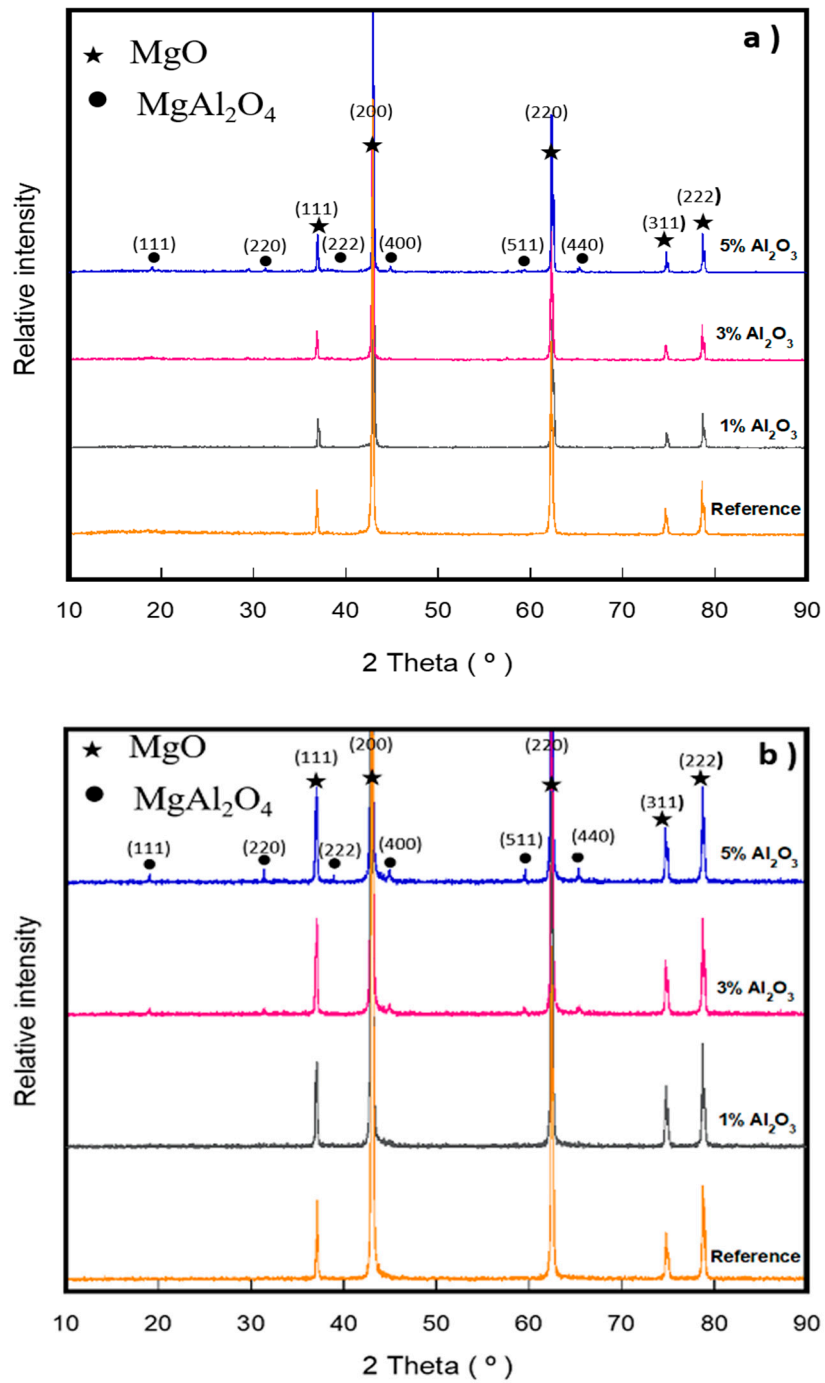 a )
★ MgO
● MgAl2O4
(200)
(220)
(111)
(222)
(311)
(111)
(220)
(222)
(400)
(511)
(440)
5% Al2O3
3% Al2O3
1% Al2O3
Reference
Relative intensity
10 20 30 40 50 60 70 80 90
2 Theta ( º )
b )
★ MgO
● MgAl2O4
(200)
(220)
(111)
(222)
(311)
(111)
(220)
(222)
(400)
(511)
(440)
5% Al2O3
3% Al2O3
1% Al2O3
Reference
Relative intensity
10 20 30 40 50 60 70 80 90
2 Theta ( º )